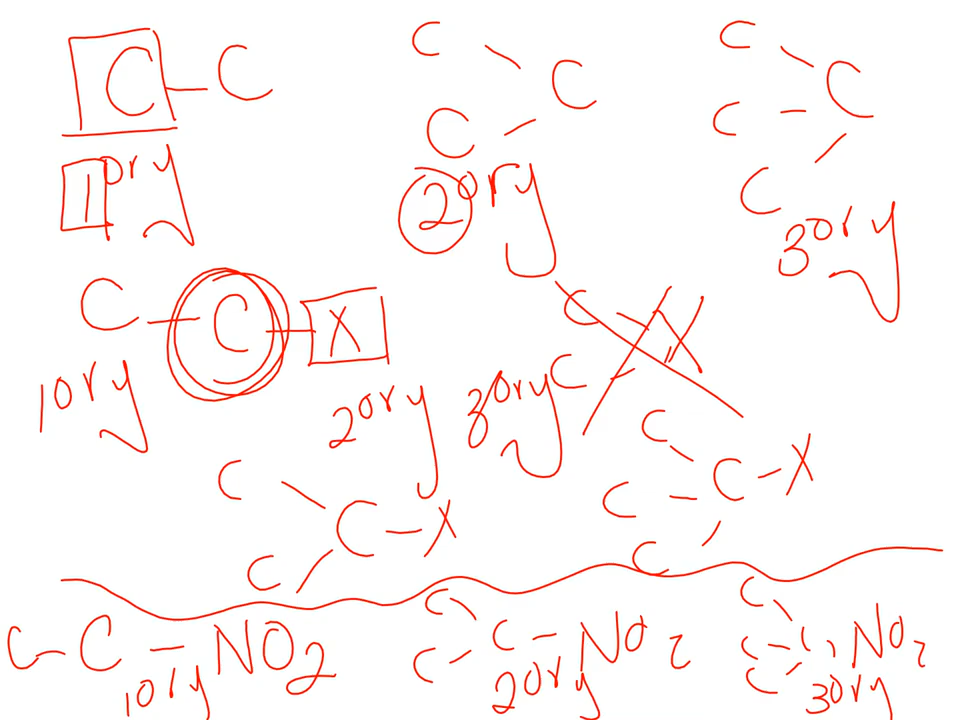 C - C
1ory
C C C
2ory
C C C C
3ory
C - C - X
1ory
C C X
C C C - X
2ory
C C C C - X
3ory
C - C - NO2
1ory
C C C - NO2
2ory
C C C C NO2
3ory